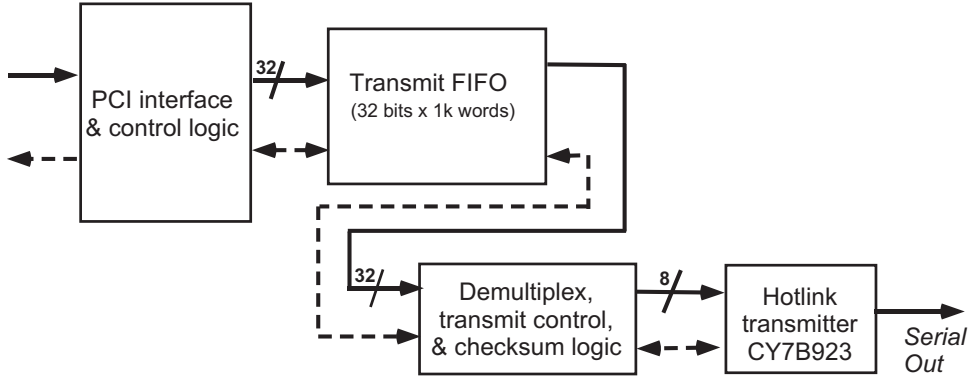 PCI interface
& control logic
32
Transmit FIFO
(32 bits x 1k words)
32
Demultiplex,
transmit control,
& checksum logic
8
Hotlink
transmitter
CY7B923
Serial
Out